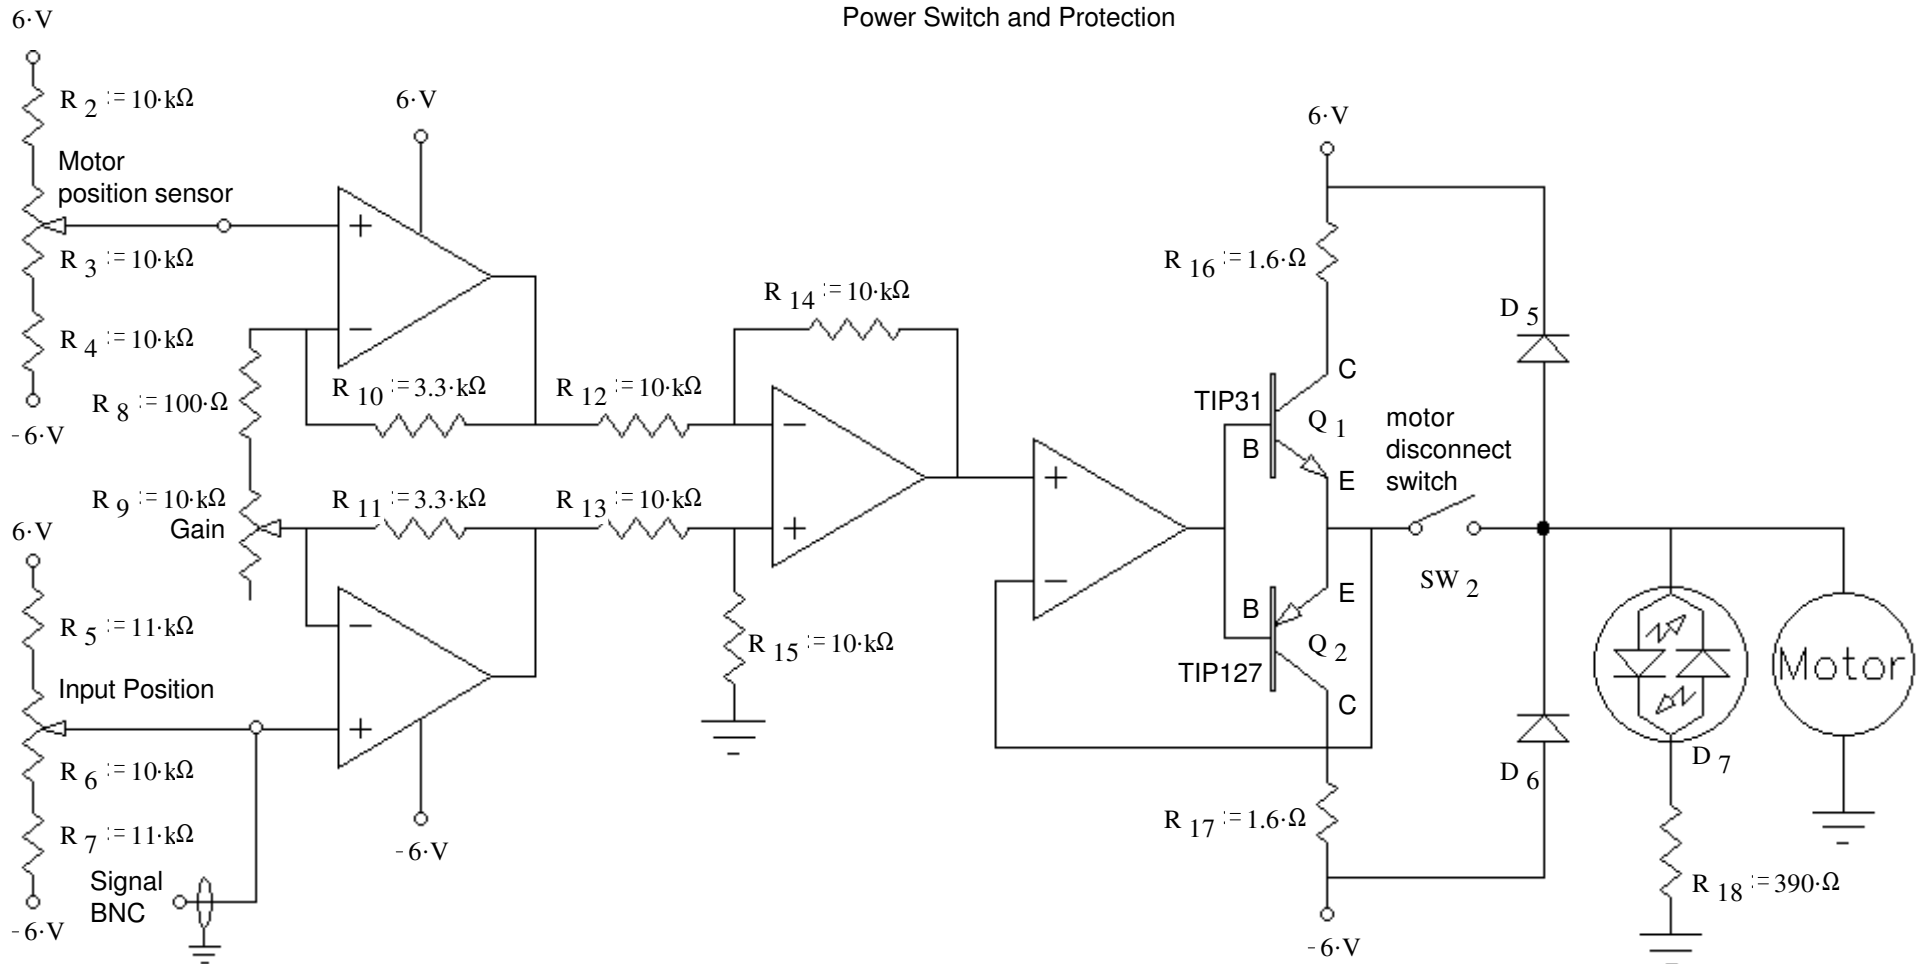 Power Switch and Protection
6·V
R 2 := 10·kΩ
Motor
position sensor
R 3 := 10·kΩ
R 4 := 10·kΩ
-6·V
6·V
+
−
R 8 := 100·Ω
R 10 := 3.3·kΩ
R 12 := 10·kΩ
R 14 := 10·kΩ
R 9 := 10·kΩ
Gain
R 11 := 3.3·kΩ
R 13 := 10·kΩ
−
+
R 15 := 10·kΩ
6·V
R 5 := 11·kΩ
Input Position
R 6 := 10·kΩ
R 7 := 11·kΩ
-6·V
Signal
BNC
−
+
-6·V
+
−
6·V
R 16 := 1.6·Ω
C
TIP31
Q 1
B
E
motor
disconnect
switch
SW 2
B
E
Q 2
TIP127
C
R 17 := 1.6·Ω
-6·V
D 5
D 6
D 7
Motor
R 18 := 390·Ω